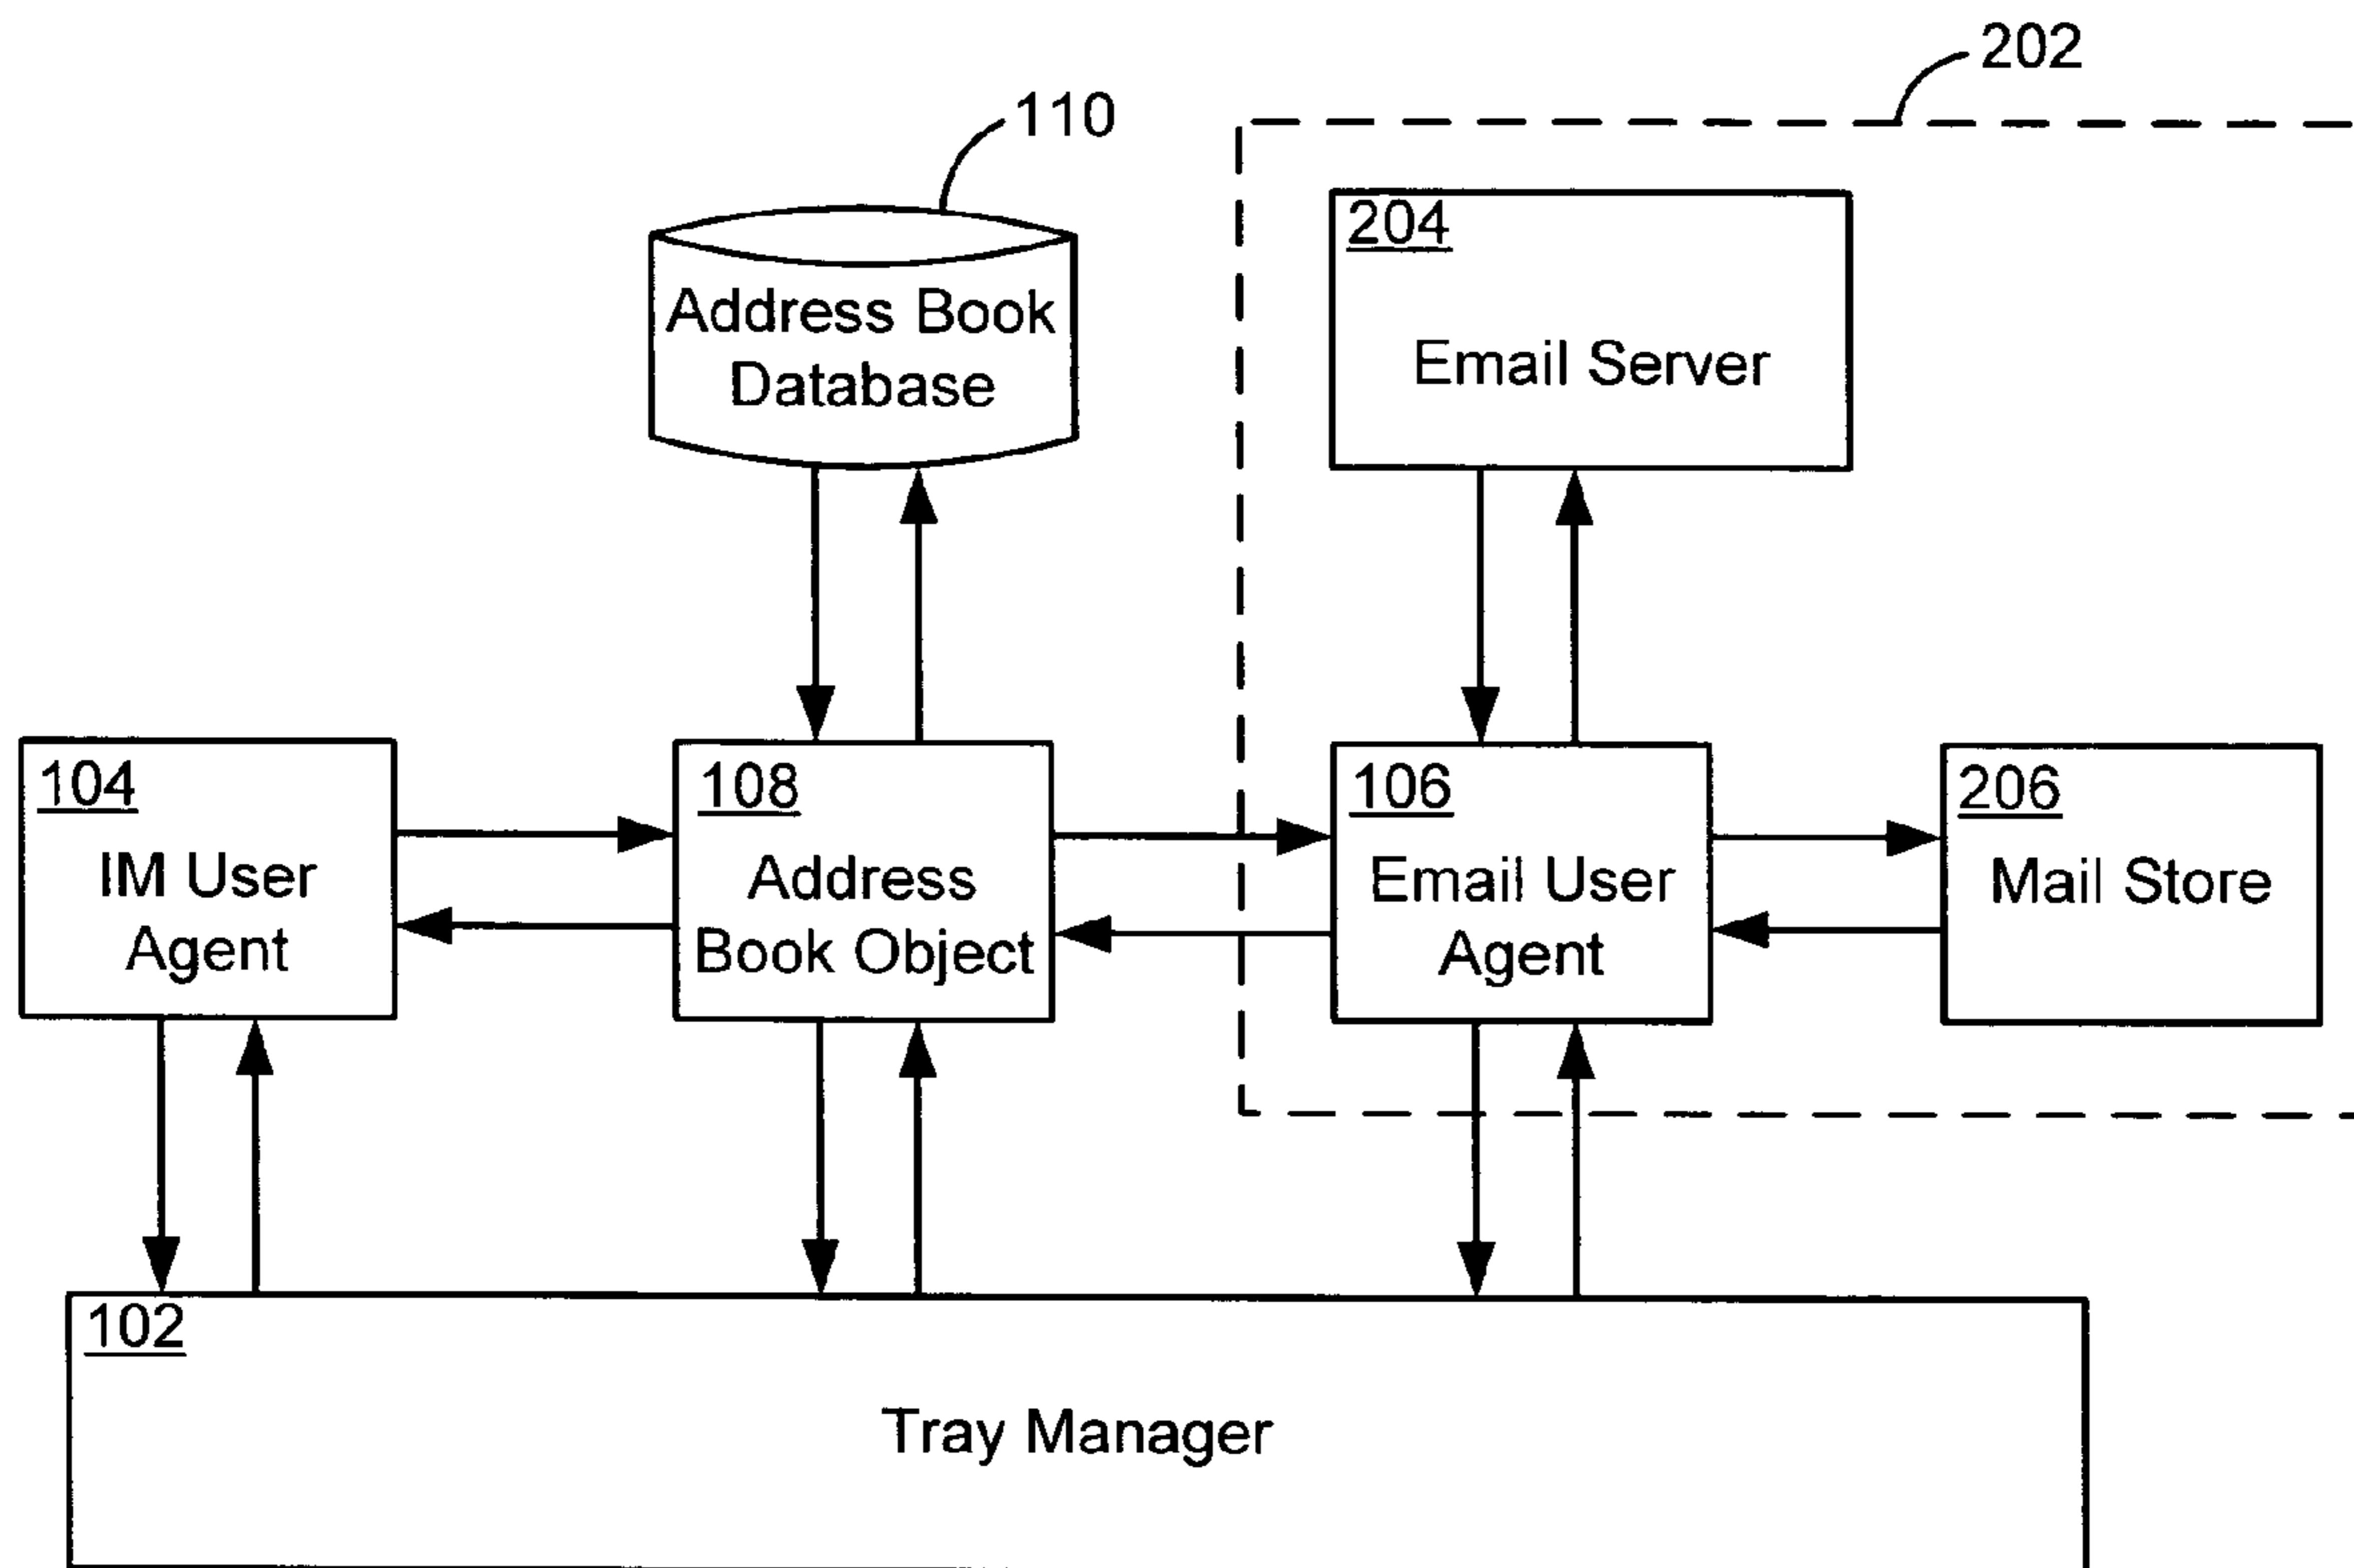 202
110
Address Book
Database
204
Email Server
104
IM User
Agent
108
Address
Book Object
106
Email User
Agent
206
Mail Store
102
Tray Manager